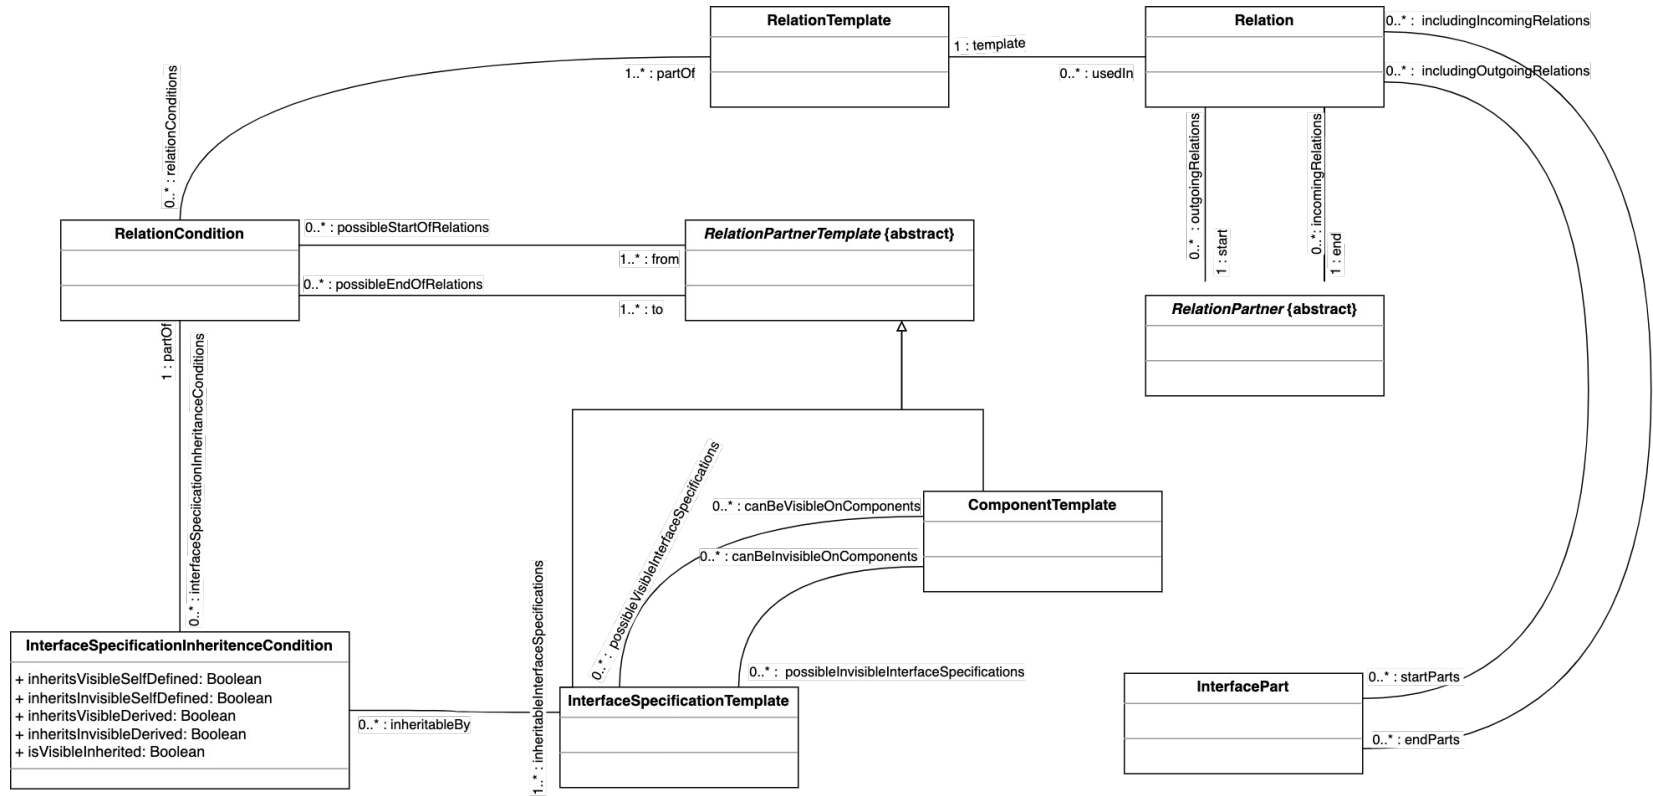 RelationTemplate
Relation
0..* : includingIncomingRelations
1 : template
0..* : includingOutgoingRelations
1..* : partOf
0..* : usedIn
0..* : relationConditions
0..* : outgoingRelations
0..*: incomingRelations
1 : start
1 : end
RelationCondition
0..* : possibleStartOfRelations
RelationPartnerTemplate {abstract}
1..* : from
0..* : possibleEndOfRelations
1..* : to
RelationPartner {abstract}
1 : partOf
0..* : interfaceSpeciicationInheritanceConditions
0..* : possibleVisibleInterfaceSpecifications
0..* : canBeVisibleOnComponents
ComponentTemplate
0..* : canBeInvisibleOnComponents
1..* : inheritableInterfaceSpecifications
InterfaceSpecificationInheritenceCondition
+ inheritsVisibleSelfDefined: Boolean
+ inheritsInvisibleSelfDefined: Boolean
+ inheritsVisibleDerived: Boolean
+ inheritsInvisibleDerived: Boolean
+ isVisibleInherited: Boolean
0..* : inheritableBy
0..* : possibleInvisibleInterfaceSpecifications
InterfaceSpecificationTemplate
InterfacePart
0..* : startParts
0..* : endParts